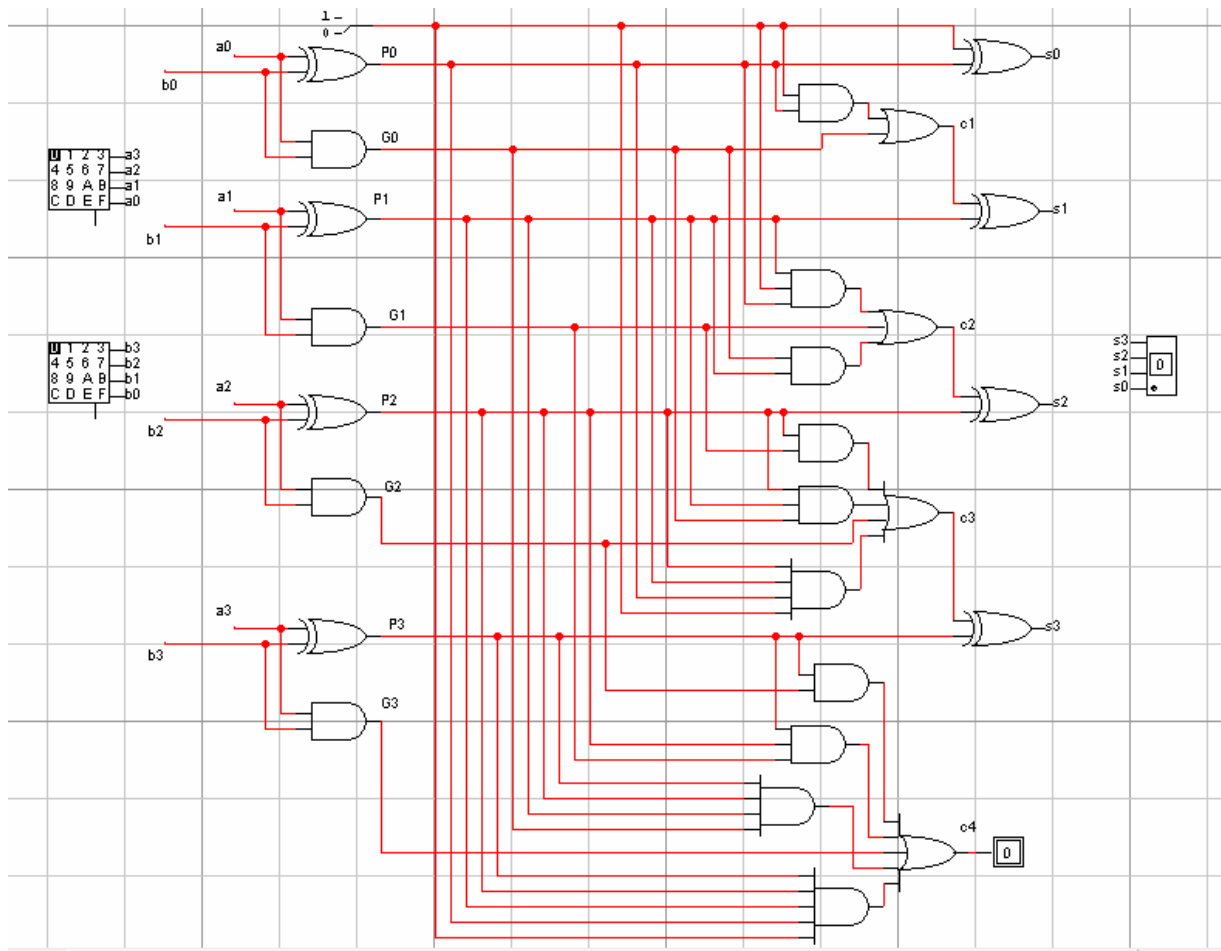 1
0
a0
P0
s0
b0
c1
G0
0 1 2 3 a3
4 5 6 7 a2
8 9 A B a1
C D E F a0
a1
P1
s1
b1
G1
c2
0 1 2 3 b3
4 5 6 7 b2
8 9 A B b1
C D E F b0
s3
s2
s1
s0
0
a2
P2
s2
b2
G2
c3
a3
P3
s3
b3
G3
c4
0